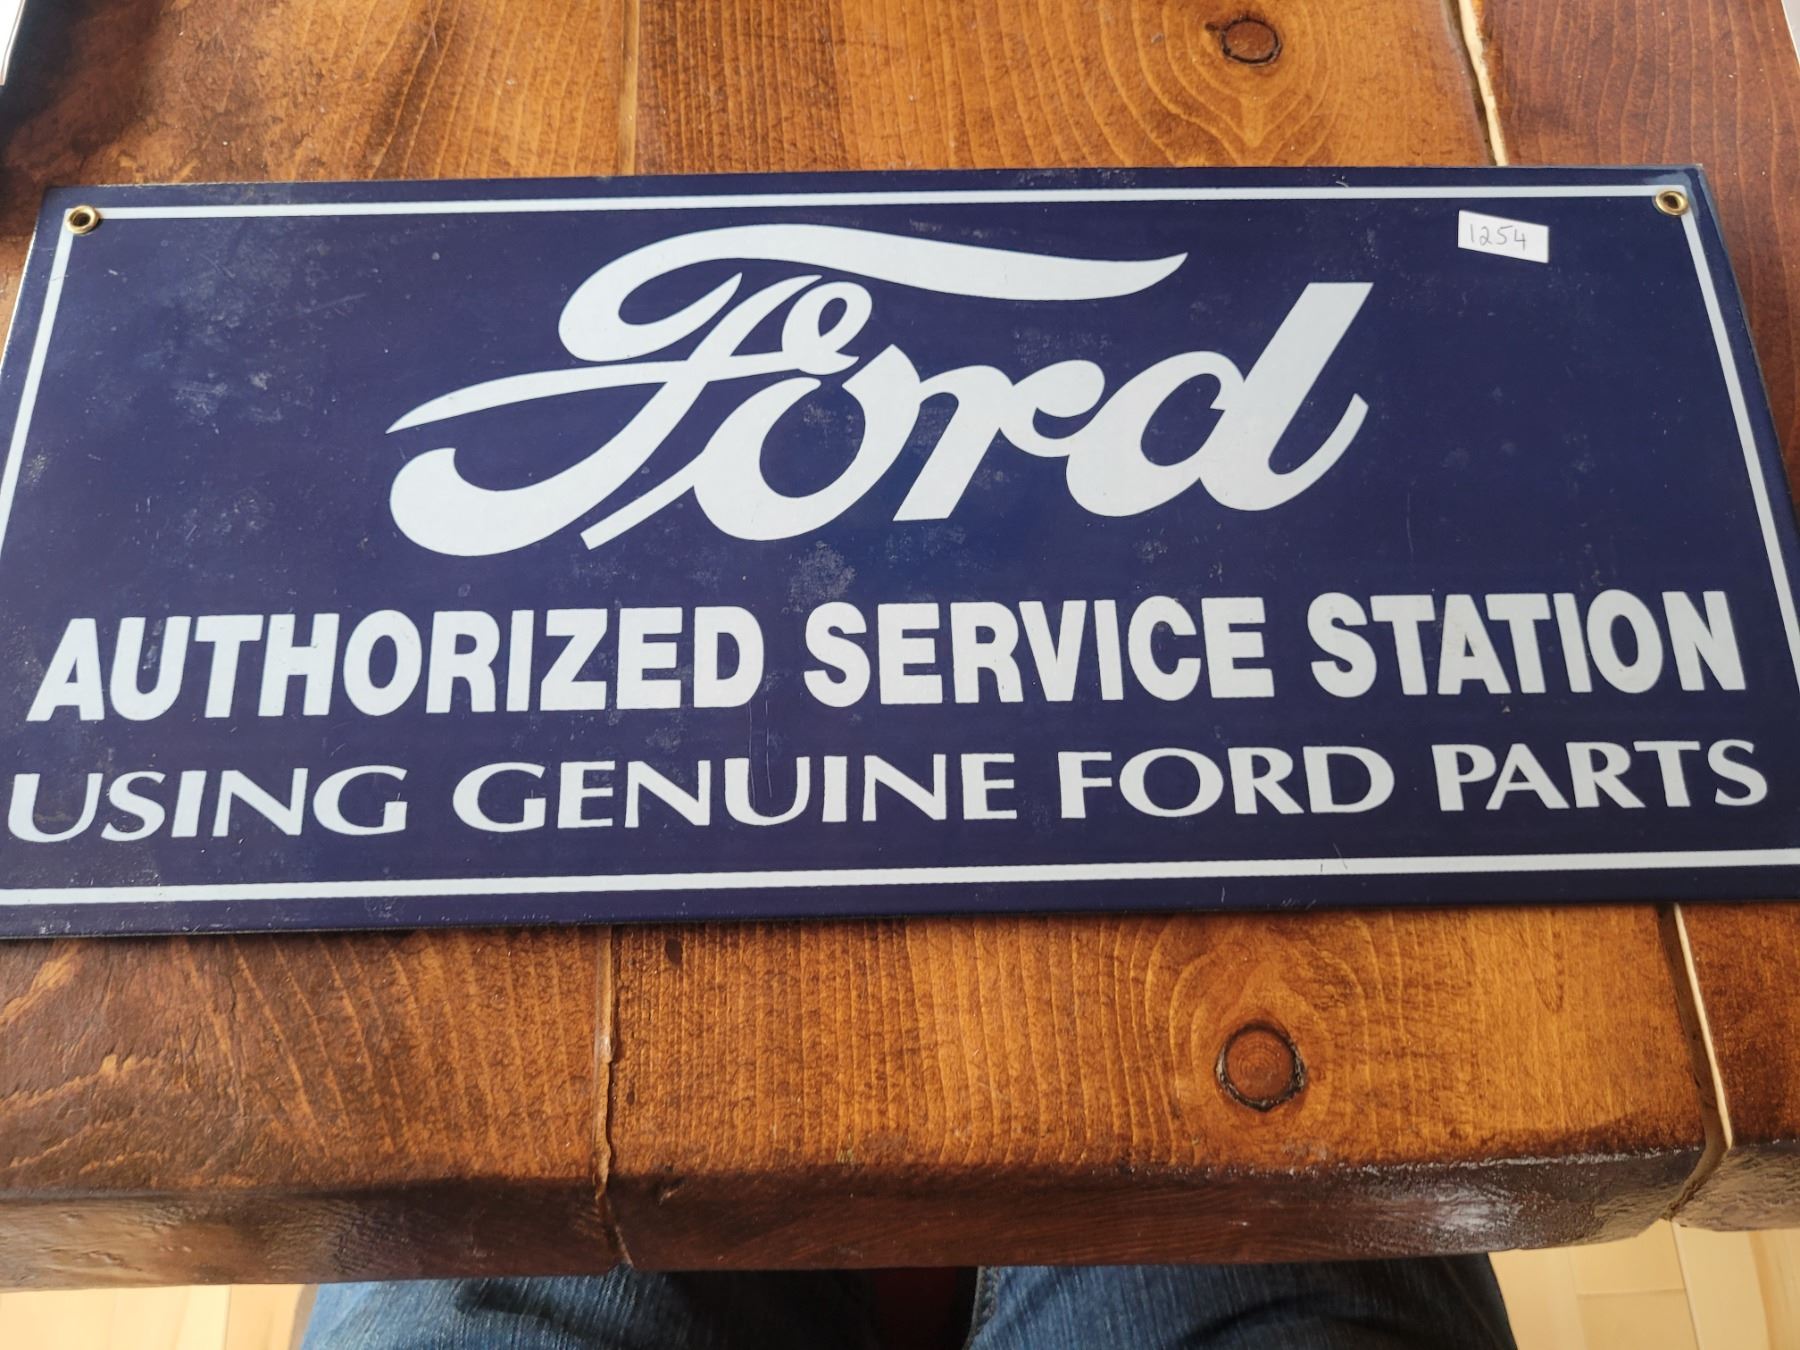 1254
Ford
AUTHORIZED SERVICE STATION
USING GENUINE FORD PARTS